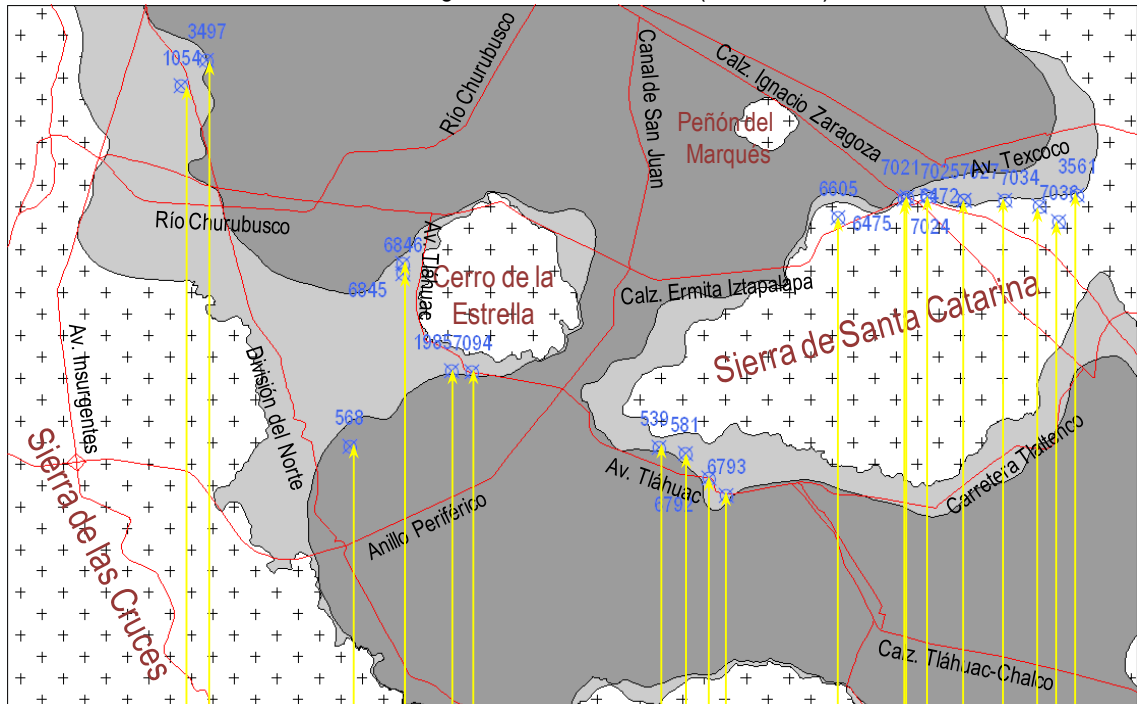 3497
1054
Río Churubusco
Canal de San Juan
Calz. Ignacio Zaragoza
Peñón del
Marqués
Av. Texcoco
7021
7025
7027
7034
3561
6605
6472
7036
6475
7024
Río Churubusco
Av. Tláhuac
6846
6845
Cerro de la
Estrella
Calz. Ermita Iztapalapa
Sierra de Santa Catarina
Av. Insurgentes
División del Norte
1985
7094
568
539
581
6793
6792
Av. Tláhuac
Carretera Tlaltenco
Anillo Periférico
Sierra de las Cruces
Calz. Tláhuac-Chalco